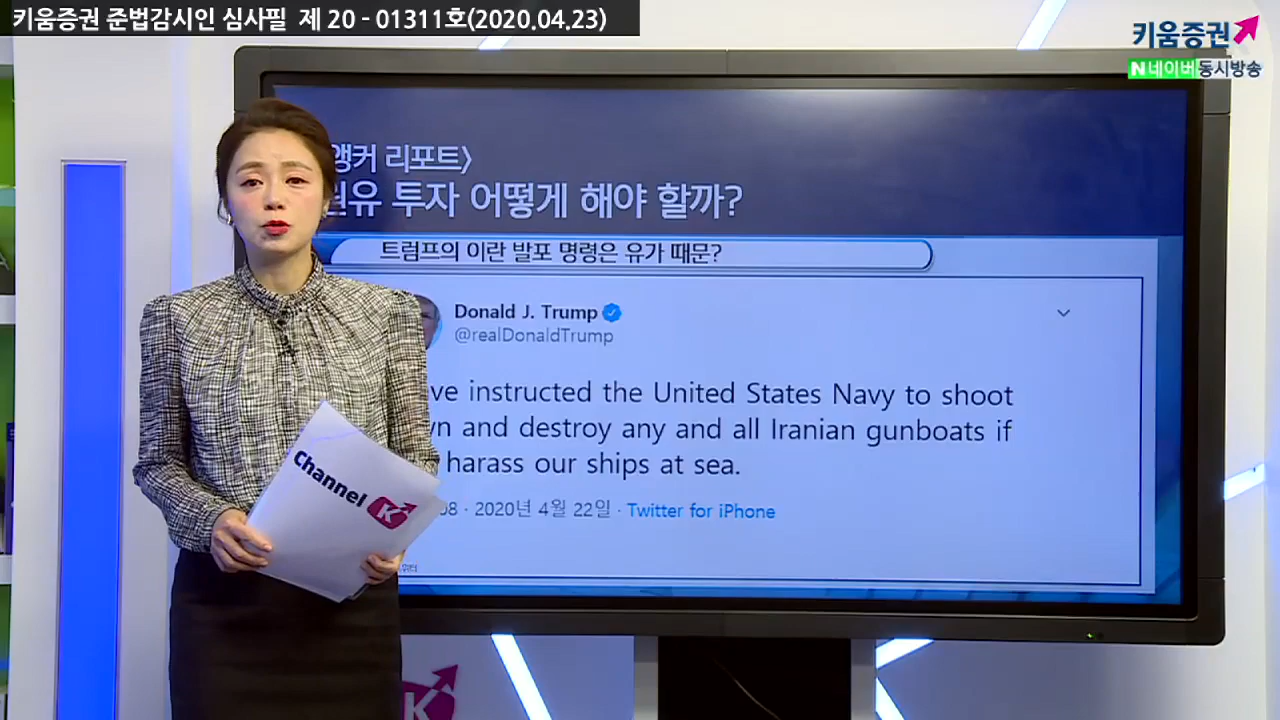 키움증권 준법감시인 심사필 제 20 - 01311호(2020.04.23)
키움증권
N 네이버 동시방송
앵커 리포트〉
원유 투자 어떻게 해야 할까?
트럼프의 이란 발포 명령은 유가 때문?
Donald J. Trump
@realDonaldTrump
ve instructed the United States Navy to shoot
wn and destroy any and all Iranian gunboats if
harass our ships at sea.
08 · 2020년 4월 22일 · Twitter for iPhone
Channel K
K